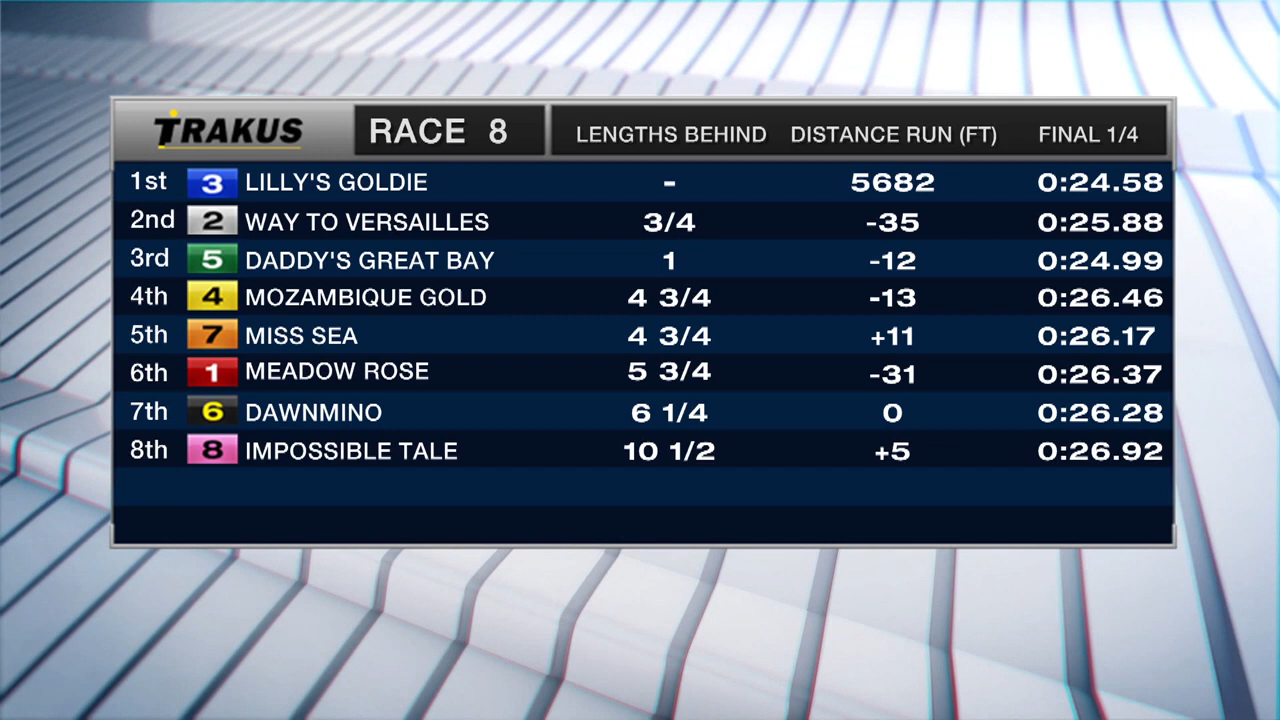 TRAKUS RACE 8 LENGTHS BEHIND DISTANCE RUN (FT) FINAL 1/4
1st 3 LILLY'S GOLDIE - 5682 0:24.58
2nd 2 WAY TO VERSAILLES 3/4 -35 0:25.88
3rd 5 DADDY'S GREAT BAY 1 -12 0:24.99
4th 4 MOZAMBIQUE GOLD 4 3/4 -13 0:26.46
5th 7 MISS SEA 4 3/4 +11 0:26.17
6th 1 MEADOW ROSE 5 3/4 -31 0:26.37
7th 6 DAWNMINO 6 1/4 0 0:26.28
8th 8 IMPOSSIBLE TALE 10 1/2 +5 0:26.92